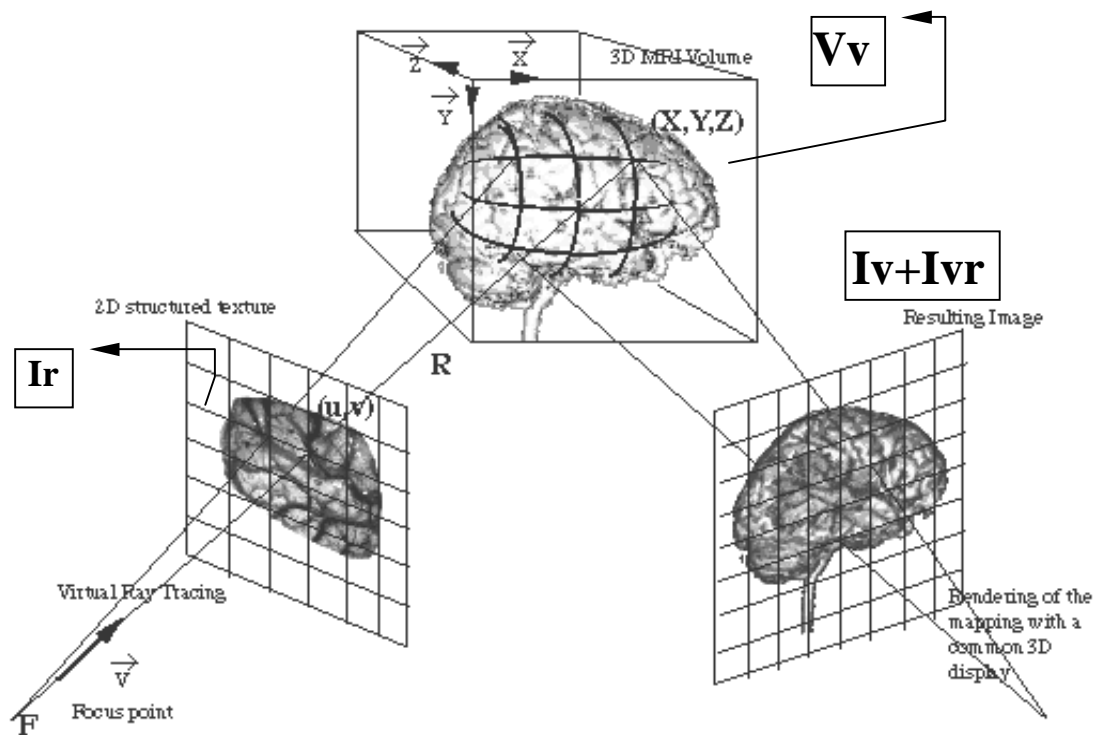 Vv
Z
X
3D MRI Volume
Y
(X,Y,Z)
Iv+Ivr
2D structured texture
Resulting Image
Ir
R
(u,v)
Virtual Ray Tracing
Rendering of the
mapping with a
common 3D
display
V
F
Focus point